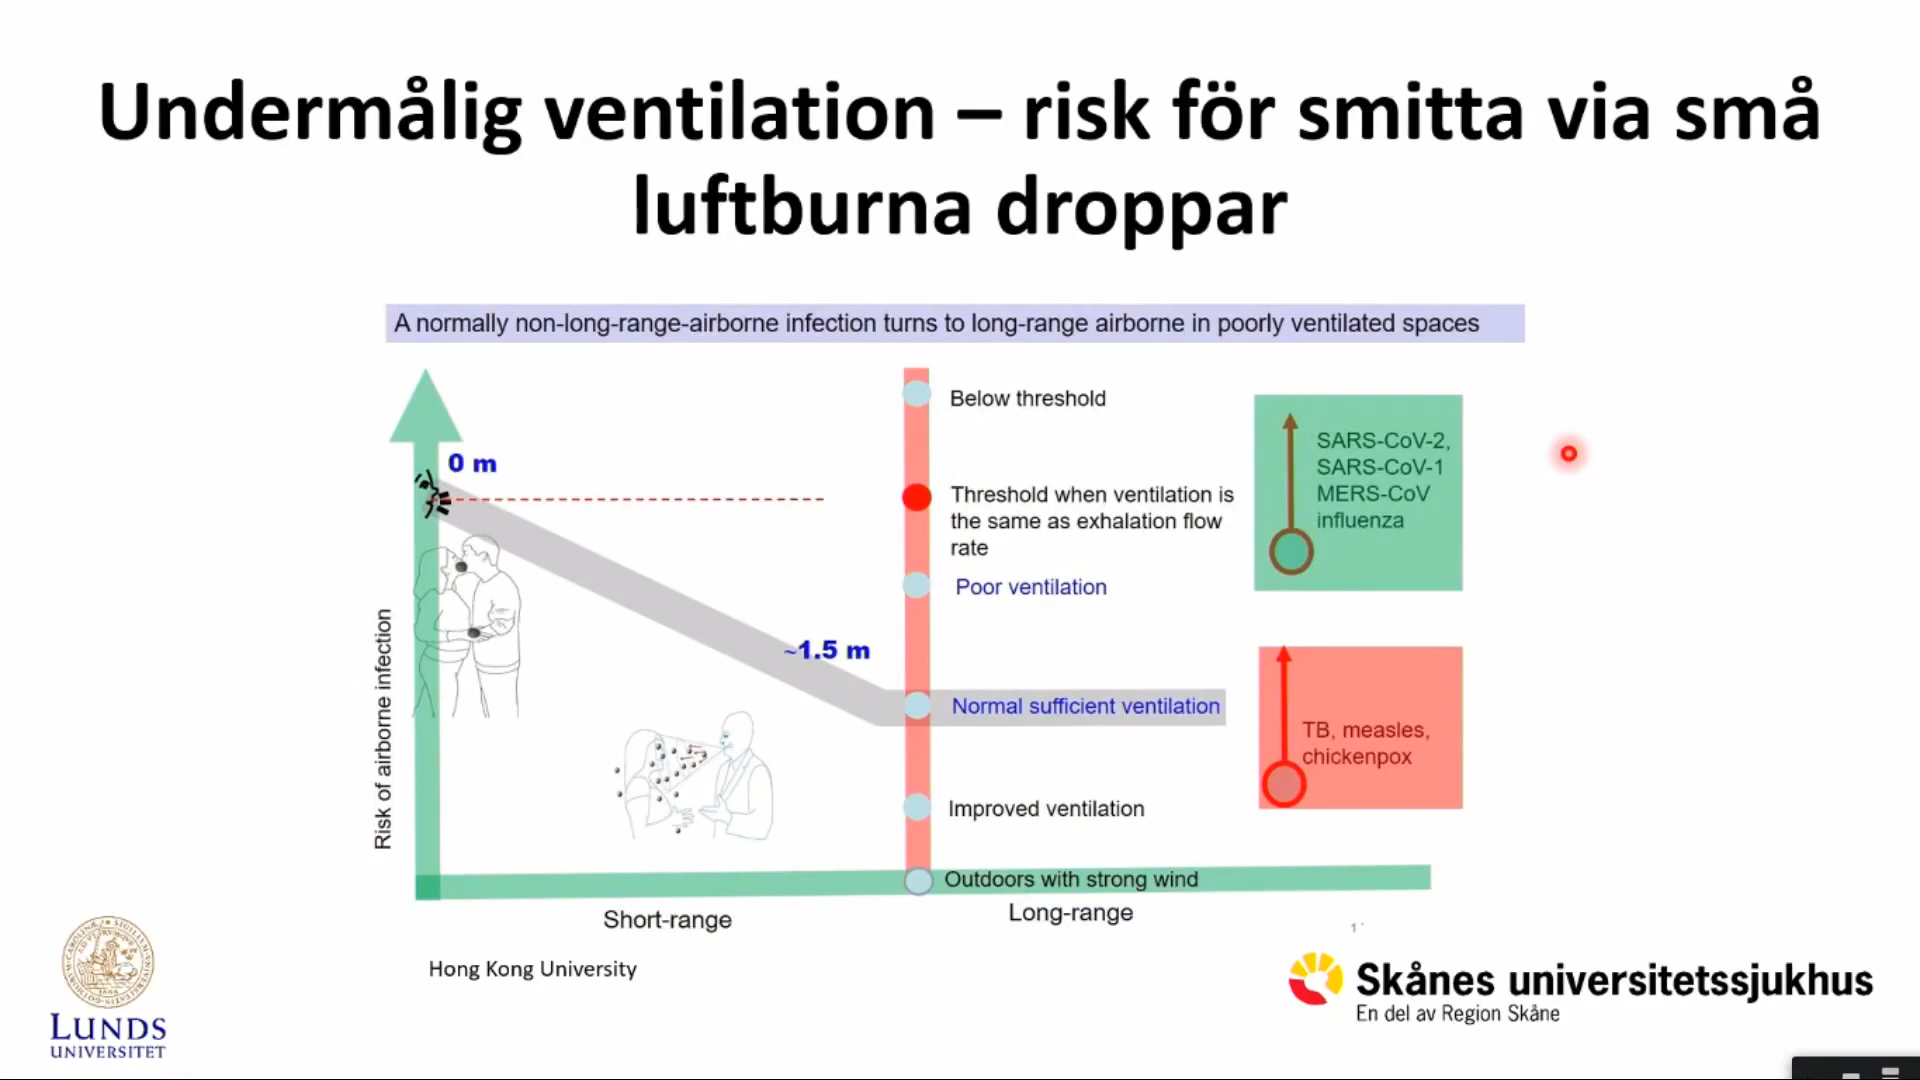 Undermålig ventilation – risk för smitta via små
luftburna droppar
A normally non-long-range-airborne infection turns to long-range airborne in poorly ventilated spaces
Risk of airborne infection
0 m
~1.5 m
Below threshold
Threshold when ventilation is
the same as exhalation flow
rate
Poor ventilation
Normal sufficient ventilation
Improved ventilation
Outdoors with strong wind
SARS-CoV-2,
SARS-CoV-1
MERS-CoV
influenza
TB, measles,
chickenpox
Short-range
Long-range
Hong Kong University
LUNDS
UNIVERSITET
Skånes universitetssjukhus
En del av Region Skåne